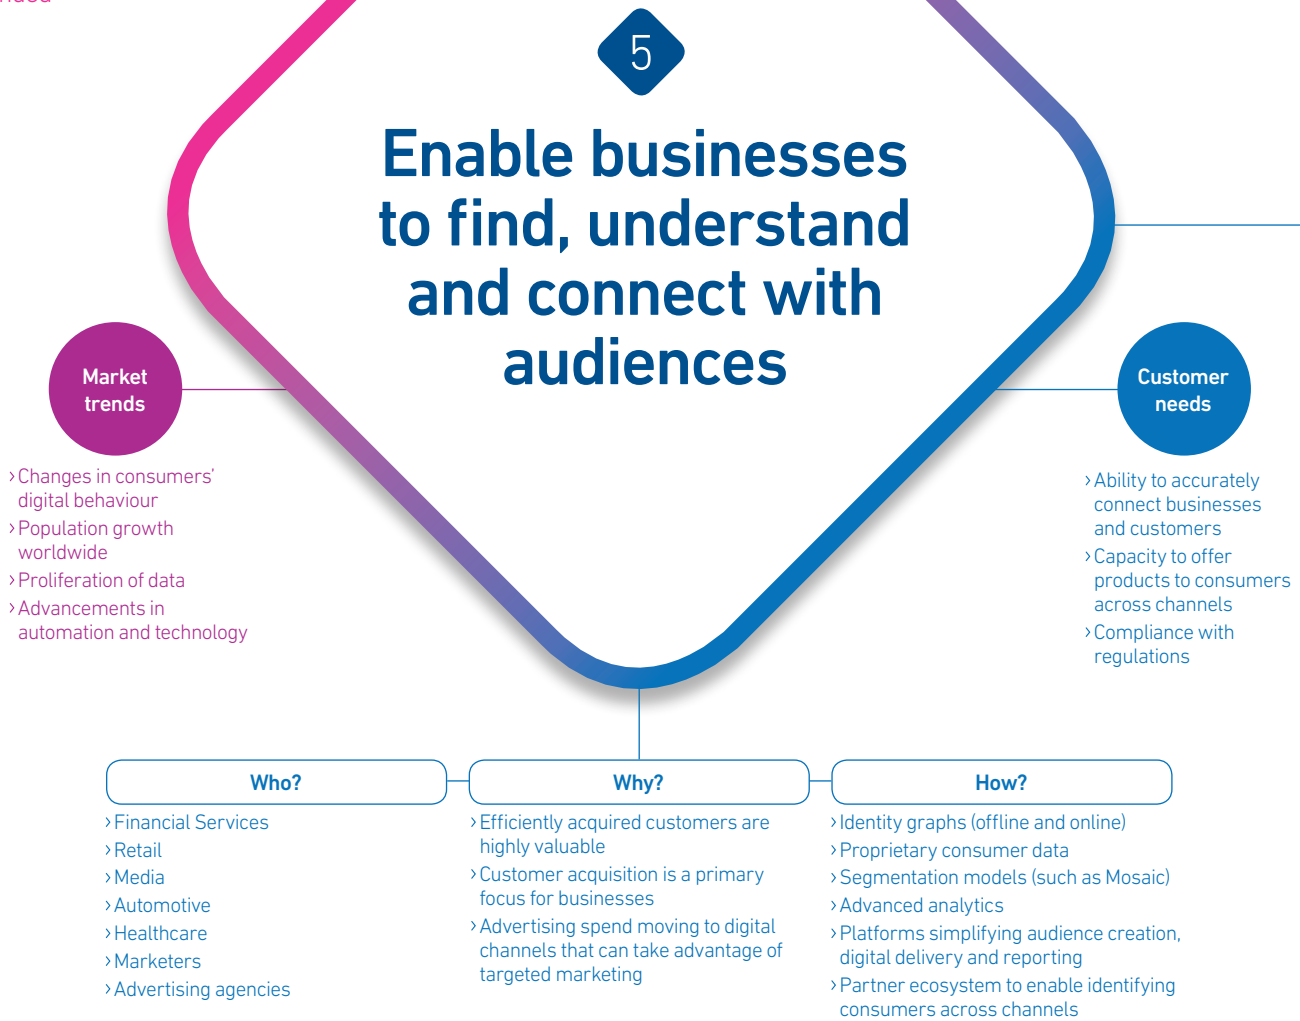 5
Enable businesses
to find, understand
and connect with
audiences
Market
trends
› Changes in consumers’
digital behaviour
› Population growth
worldwide
› Proliferation of data
› Advancements in
automation and technology
Customer
needs
› Ability to accurately
connect businesses
and customers
› Capacity to offer
products to consumers
across channels
› Compliance with
regulations
Who?
› Financial Services
› Retail
› Media
› Automotive
› Healthcare
› Marketers
› Advertising agencies
Why?
› Efficiently acquired customers are
highly valuable
› Customer acquisition is a primary
focus for businesses
› Advertising spend moving to digital
channels that can take advantage of
targeted marketing
How?
› Identity graphs (offline and online)
› Proprietary consumer data
› Segmentation models (such as Mosaic)
› Advanced analytics
› Platforms simplifying audience creation,
digital delivery and reporting
› Partner ecosystem to enable identifying
consumers across channels